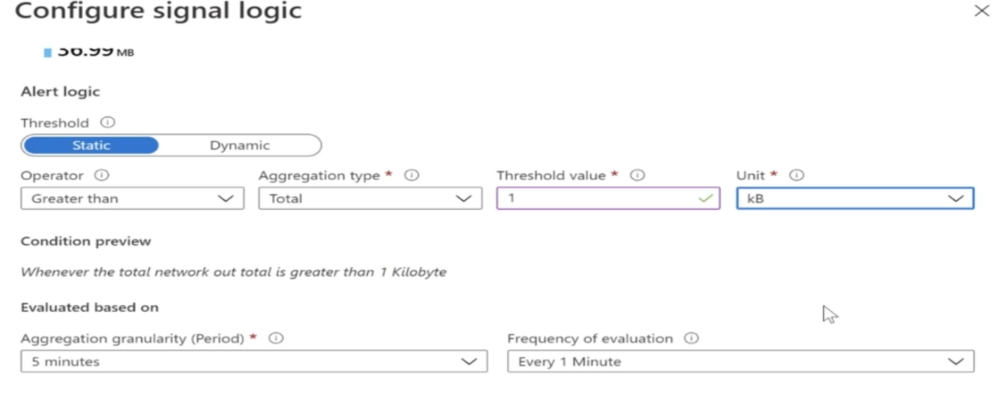 Configure signal logic
MB
Alert logic
Threshold
Static Dynamic
Operator Aggregation type * Threshold value * Unit *
Greater than Total 1 kB
Condition preview
Whenever the total network out total is greater than 1 Kilobyte
Evaluated based on
Aggregation granularity (Period) * Frequency of evaluation
5 minutes Every 1 Minute